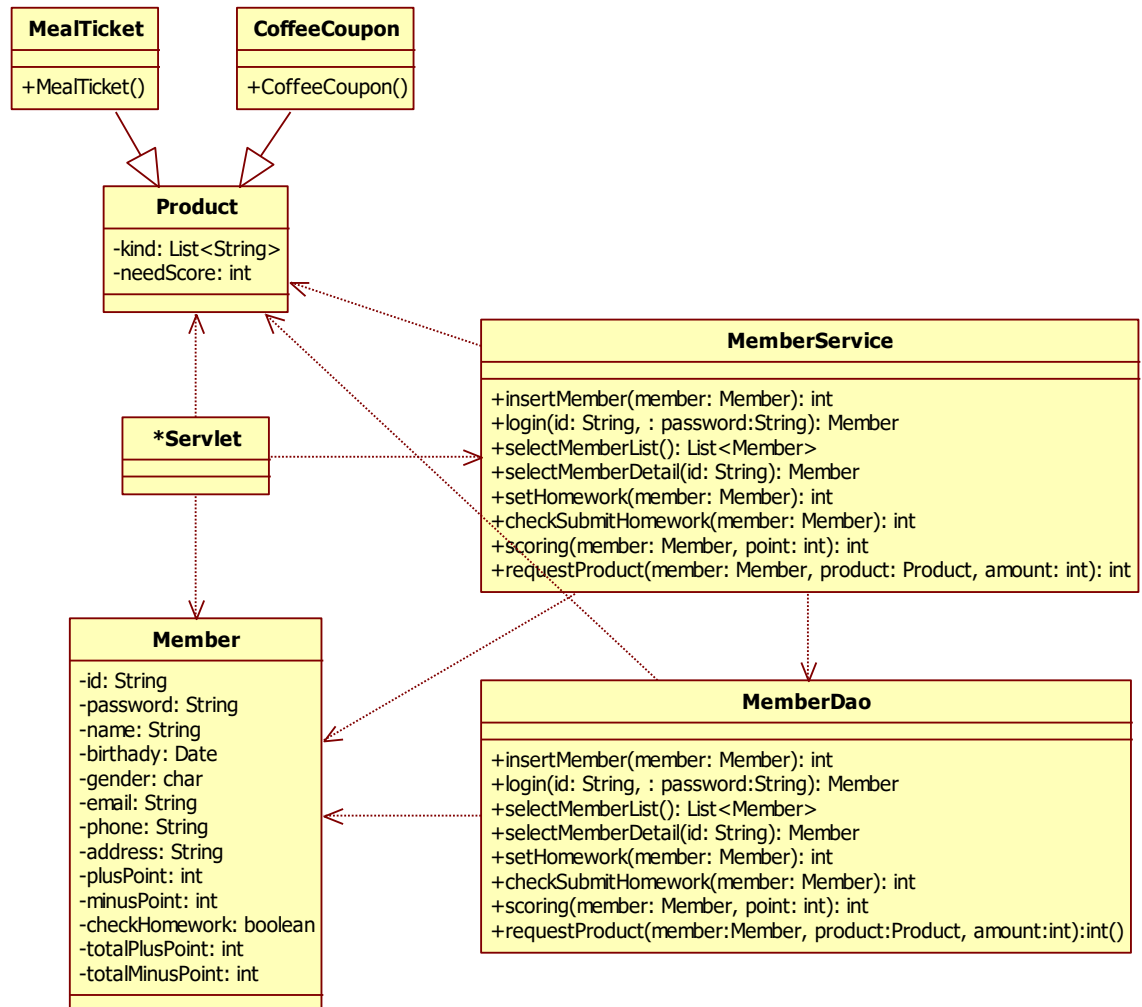 MealTicket
+MealTicket()
CoffeeCoupon
+CoffeeCoupon()
Product
-kind: List<String>
-needScore: int
*Servlet
MemberService
+insertMember(member: Member): int
+login(id: String, : password:String): Member
+selectMemberList(): List<Member>
+selectMemberDetail(id: String): Member
+setHomework(member: Member): int
+checkSubmitHomework(member: Member): int
+scoring(member: Member, point: int): int
+requestProduct(member: Member, product: Product, amount: int): int
Member
-id: String
-password: String
-name: String
-birthady: Date
-gender: char
-email: String
-phone: String
-address: String
-plusPoint: int
-minusPoint: int
-checkHomework: boolean
-totalPlusPoint: int
-totalMinusPoint: int
MemberDao
+insertMember(member: Member): int
+login(id: String, : password:String): Member
+selectMemberList(): List<Member>
+selectMemberDetail(id: String): Member
+setHomework(member: Member): int
+checkSubmitHomework(member: Member): int
+scoring(member: Member, point: int): int
+requestProduct(member:Member, product:Product, amount:int):int()